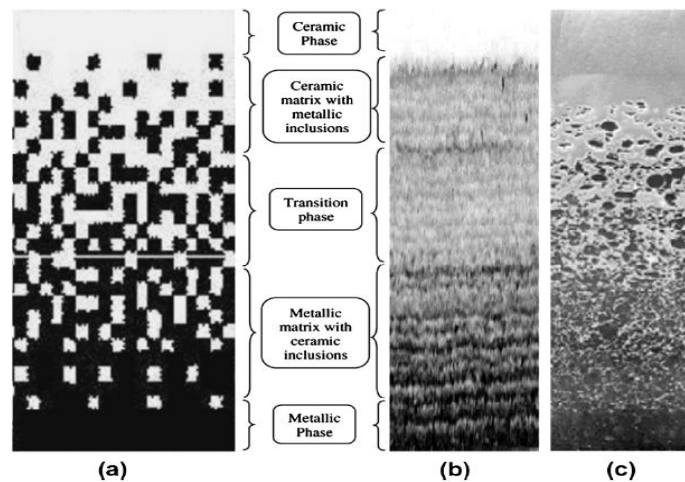 Ceramic
Phase
Ceramic
matrix with
metallic
inclusions
Transition
phase
Metallic
matrix with
ceramic
inclusions
Metallic
Phase
(a)
(b)
(c)